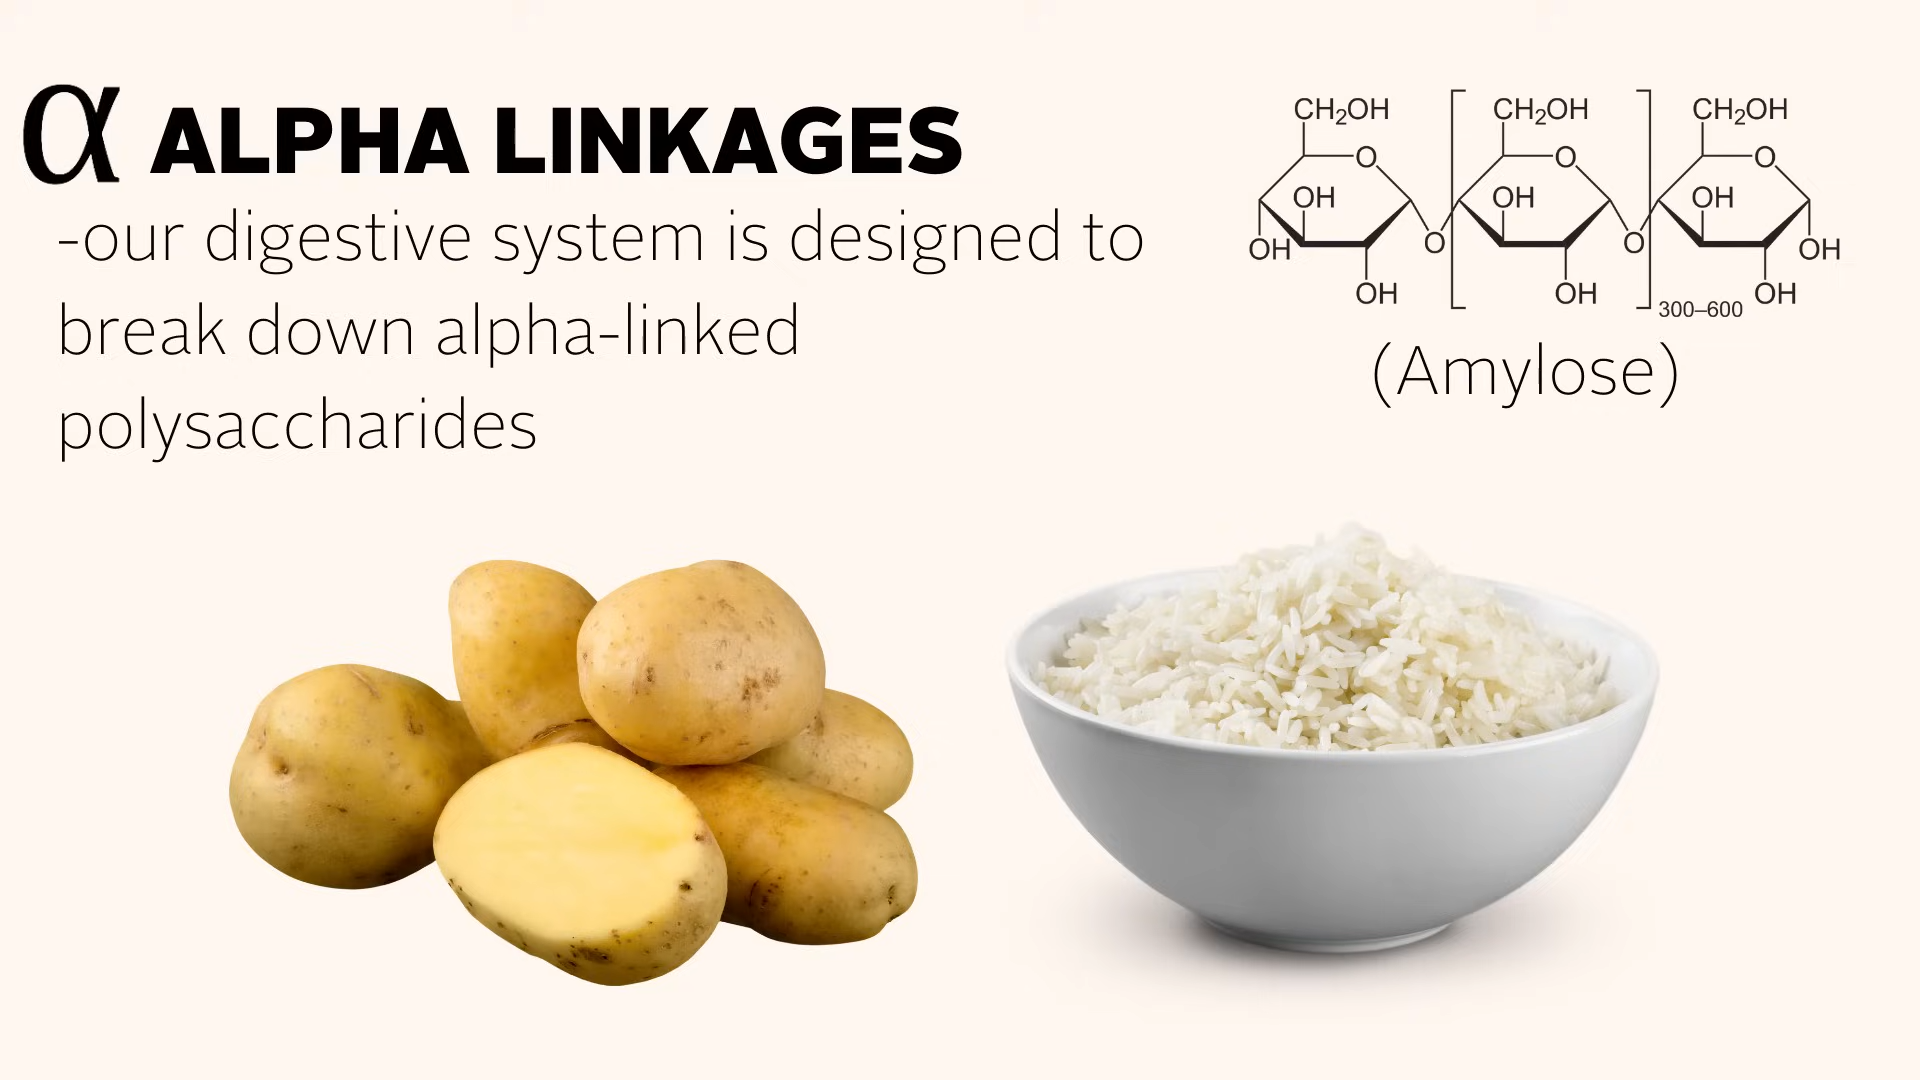 α ALPHA LINKAGES
-our digestive system is designed to
break down alpha-linked
polysaccharides
CH₂OH CH₂OH CH₂OH
O O O
OH OH OH
OH O O OH
OH OH OH
300–600
(Amylose)